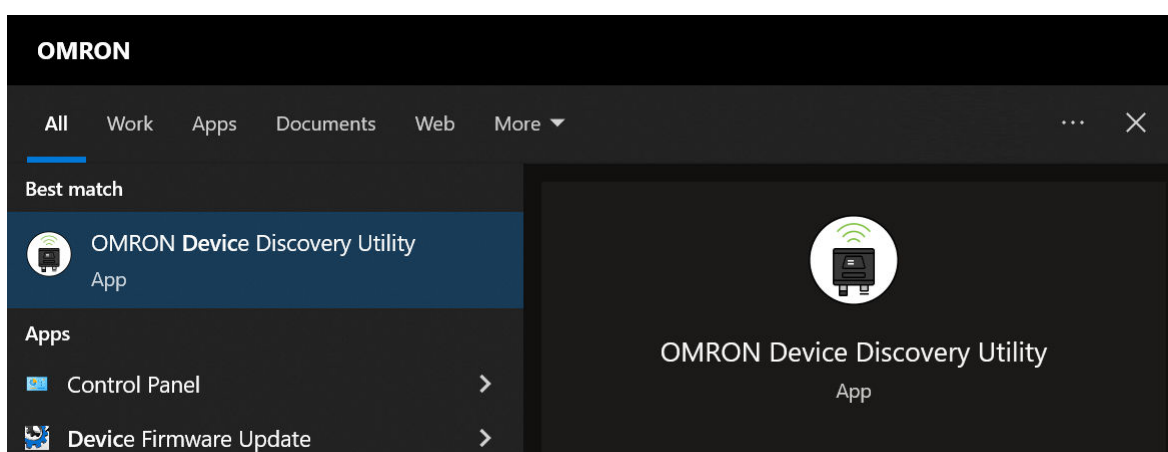 OMRON
All Work Apps Documents Web More
Best match
OMRON Device Discovery Utility
App
Apps
Control Panel
Device Firmware Update
OMRON Device Discovery Utility
App